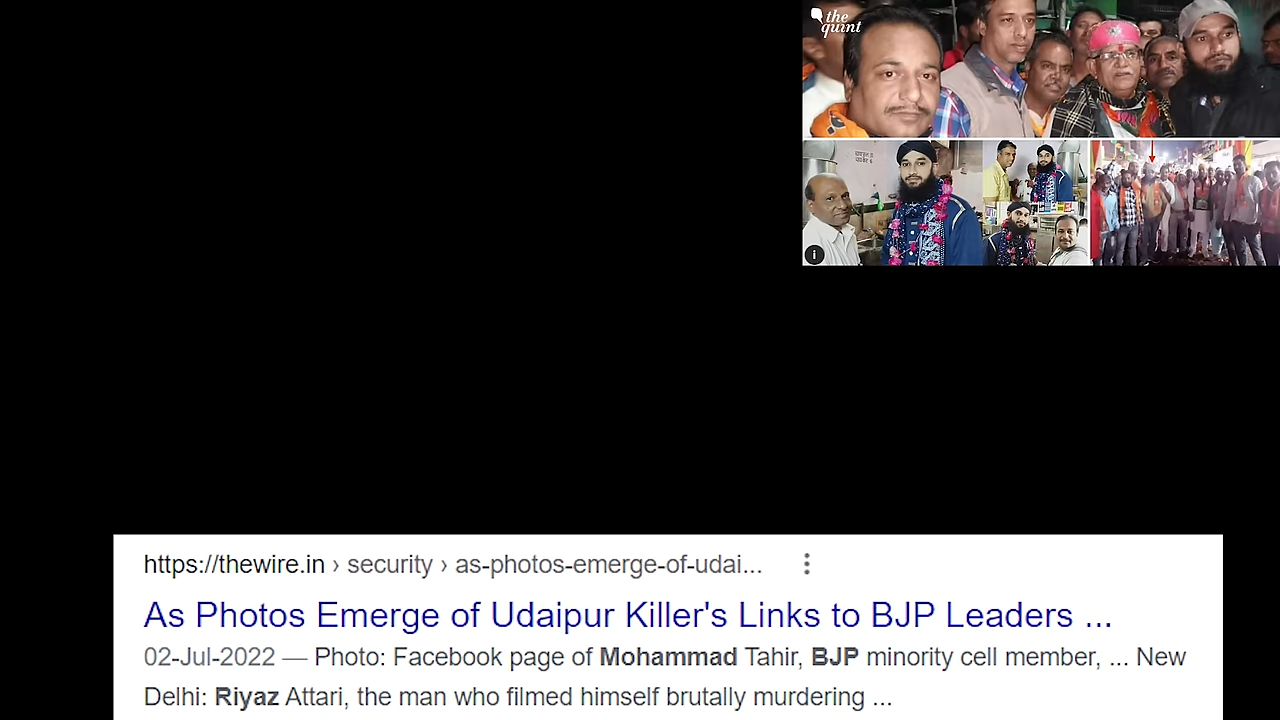 the
quint
i
https://thewire.in › security › as-photos-emerge-of-udai...
As Photos Emerge of Udaipur Killer's Links to BJP Leaders ...
02-Jul-2022 — Photo: Facebook page of Mohammad Tahir, BJP minority cell member, ... New
Delhi: Riyaz Attari, the man who filmed himself brutally murdering ...